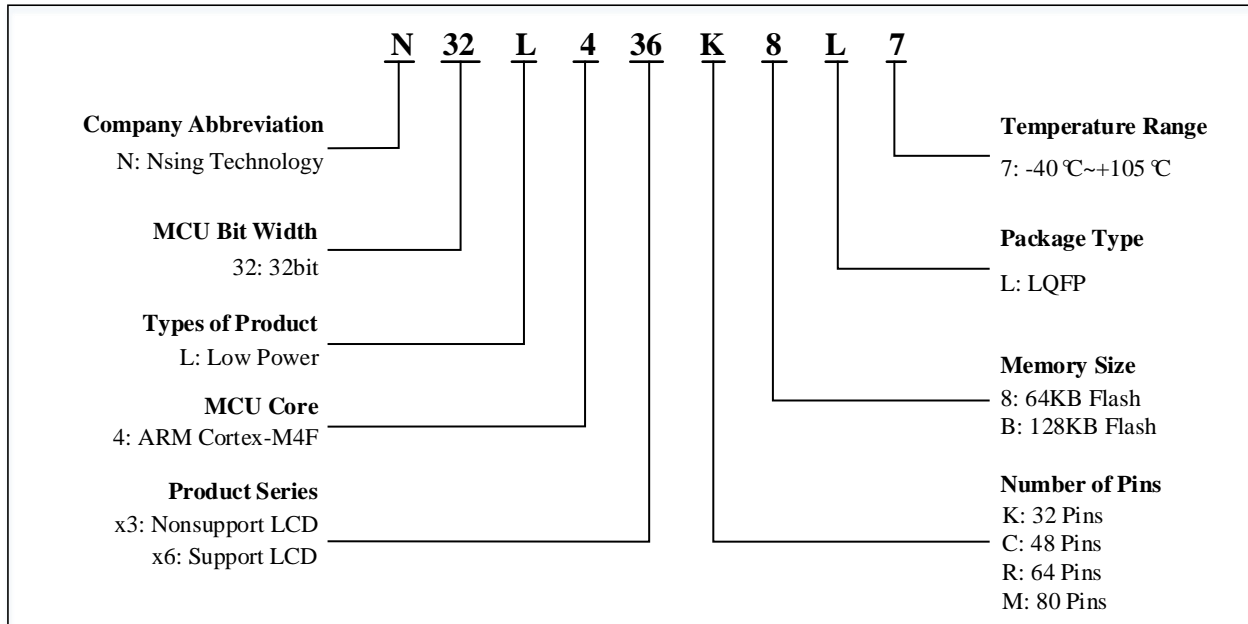 N 32 L 4 36 K 8 L 7
Company Abbreviation
N: Nsing Technology
MCU Bit Width
32: 32bit
Types of Product
L: Low Power
MCU Core
4: ARM Cortex-M4F
Product Series
x3: Nonsupport LCD
x6: Support LCD
Temperature Range
7: -40℃~+105℃
Package Type
L: LQFP
Memory Size
8: 64KB Flash
B: 128KB Flash
Number of Pins
K: 32 Pins
C: 48 Pins
R: 64 Pins
M: 80 Pins